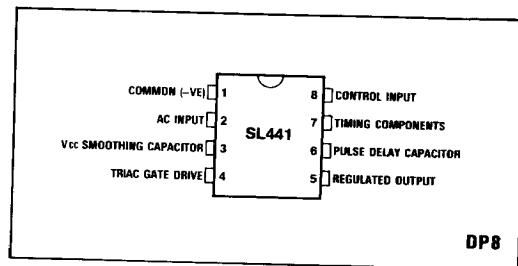 COMMON (–VE) 1
AC INPUT 2
Vcc SMOOTHING CAPACITOR 3
TRIAC GATE DRIVE 4
SL441
8 CONTROL INPUT
7 TIMING COMPONENTS
6 PULSE DELAY CAPACITOR
5 REGULATED OUTPUT
DP8